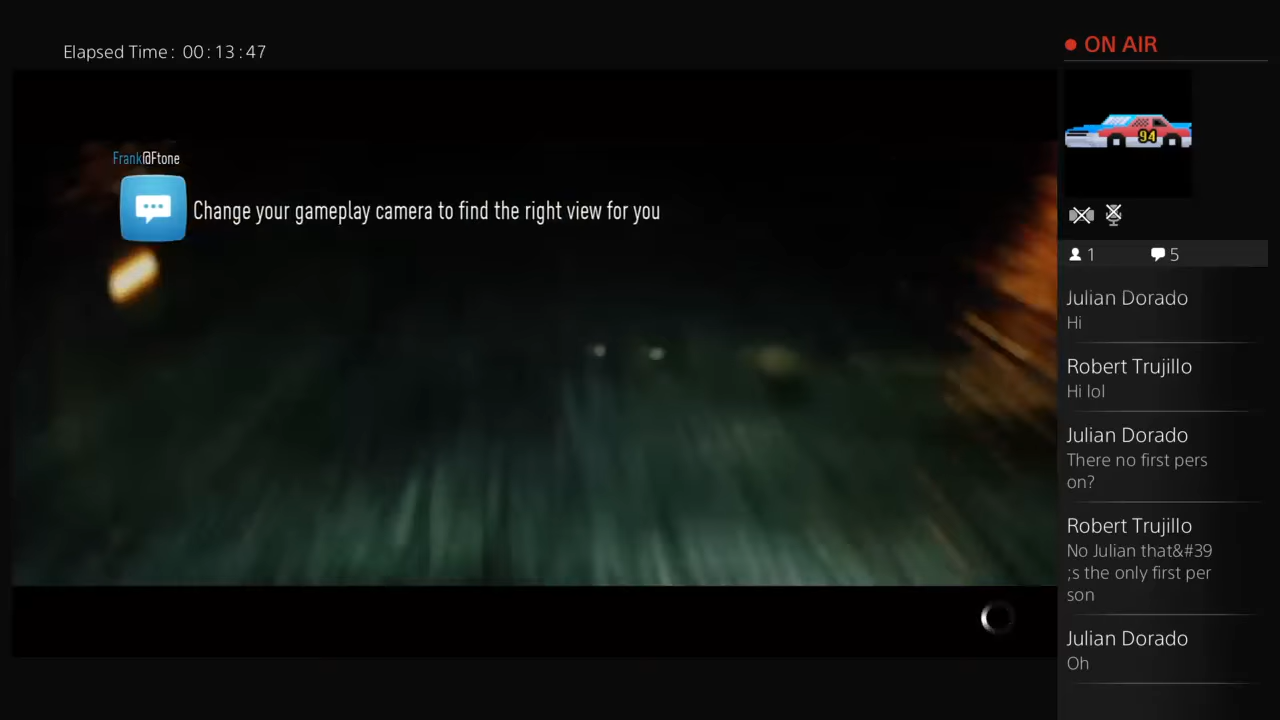 Elapsed Time: 00:13:47
ON AIR
Frank@Ftone
Change your gameplay camera to find the right view for you
94
1 5
Julian Dorado
Hi
Robert Trujillo
Hi lol
Julian Dorado
There no first pers
on?
Robert Trujillo
No Julian that&#39
;s the only first per
son
Julian Dorado
Oh